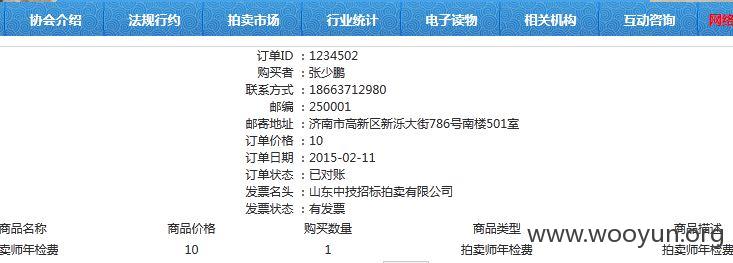 协会介绍 法规行约 拍卖市场 行业统计 电子读物 相关机构 互动咨询 网络
订单ID ：1234502
购买者 ：张少鹏
联系方式 ：18663712980
邮编 ：250001
邮寄地址 ：济南市高新区新泺大街786号南楼501室
订单价格 ：10
订单日期 ：2015-02-11
订单状态 ：已对账
发票名头 ：山东中技招标拍卖有限公司
发票状态 ：有发票
商品名称 商品价格 购买数量 商品类型 商品描述
卖师年检费 10 1 拍卖师年检费 拍卖师年检费
www.wooyun.org